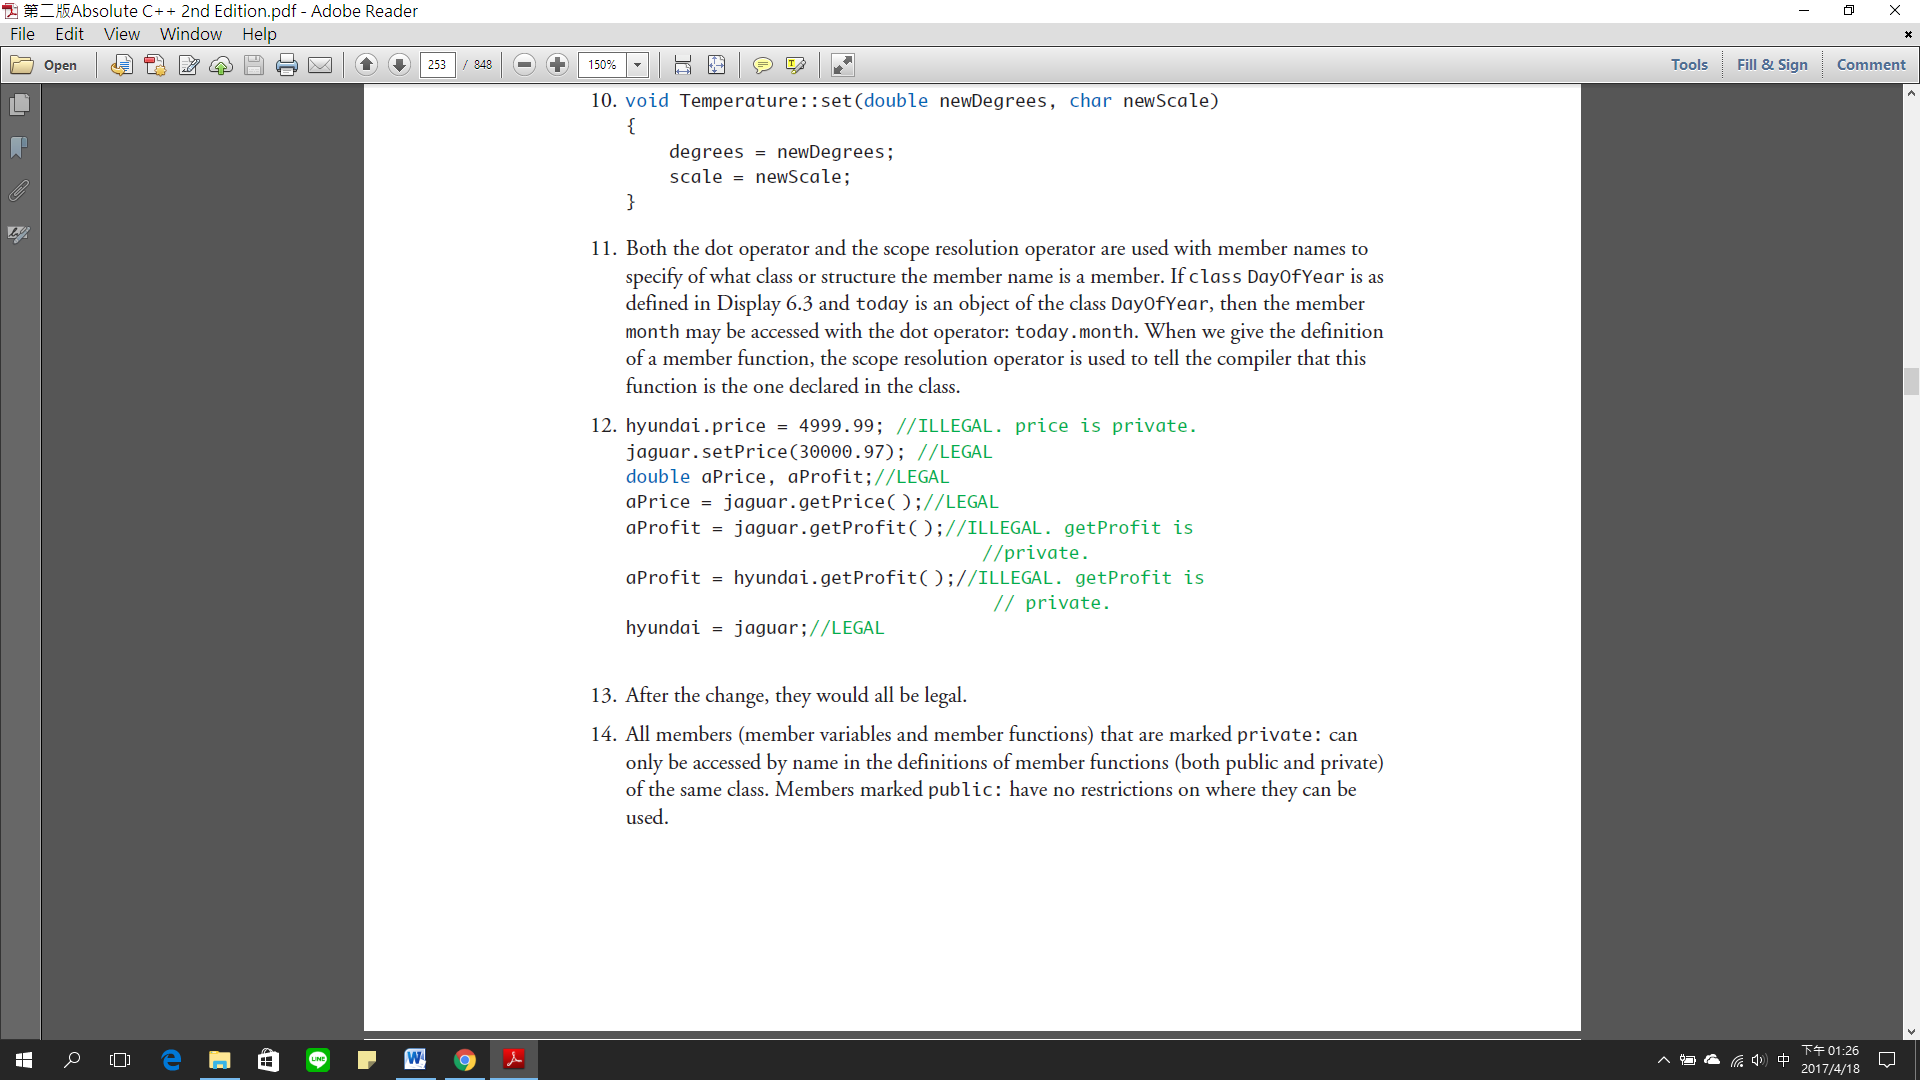 第二版Absolute C++ 2nd Edition.pdf - Adobe Reader
File Edit View Window Help
Open 253 / 848 150% Tools Fill & Sign Comment
10. void Temperature::set(double newDegrees, char newScale)
{
degrees = newDegrees;
scale = newScale;
}
11. Both the dot operator and the scope resolution operator are used with member names to
specify of what class or structure the member name is a member. If class DayOfYear is as
defined in Display 6.3 and today is an object of the class DayOfYear, then the member
month may be accessed with the dot operator: today.month. When we give the definition
of a member function, the scope resolution operator is used to tell the compiler that this
function is the one declared in the class.
12. hyundai.price = 4999.99; //ILLEGAL. price is private.
jaguar.setPrice(30000.97); //LEGAL
double aPrice, aProfit;//LEGAL
aPrice = jaguar.getPrice( );//LEGAL
aProfit = jaguar.getProfit( );//ILLEGAL. getProfit is
//private.
aProfit = hyundai.getProfit( );//ILLEGAL. getProfit is
// private.
hyundai = jaguar;//LEGAL
13. After the change, they would all be legal.
14. All members (member variables and member functions) that are marked private: can
only be accessed by name in the definitions of member functions (both public and private)
of the same class. Members marked public: have no restrictions on where they can be
used.
LINE
中
下午 01:26
2017/4/18